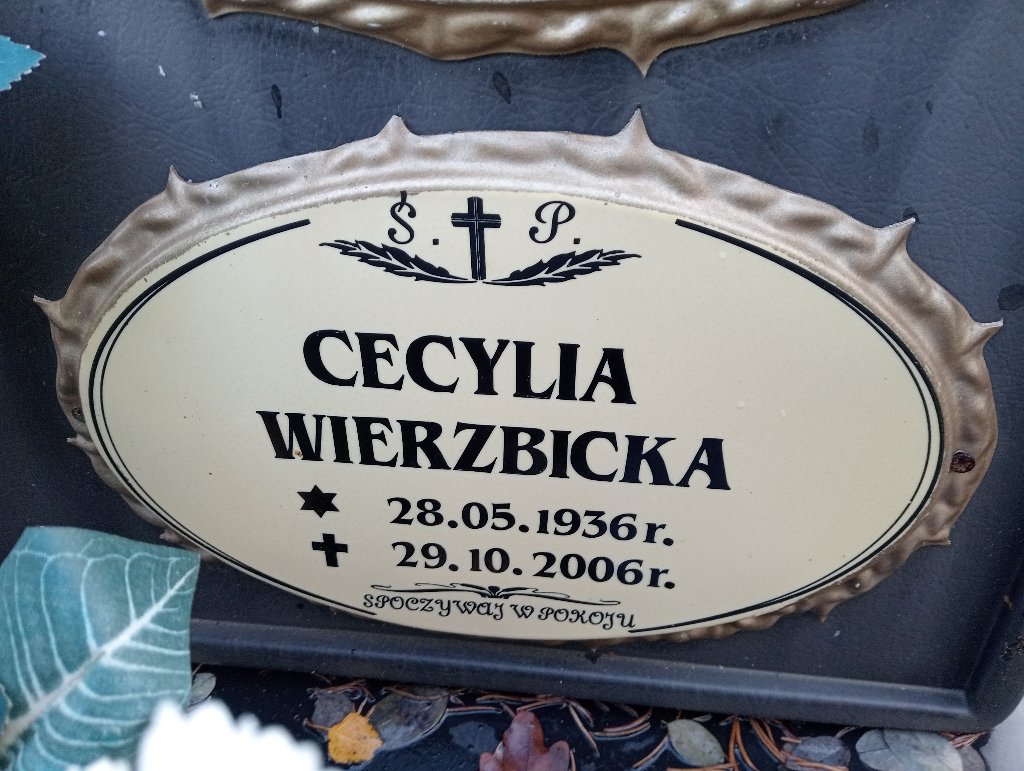 Ś. P.
CECYLIA
WIERZBICKA
28.05.1936 r.
29.10.2006 r.
SPOCZYWAJ W POKOJU